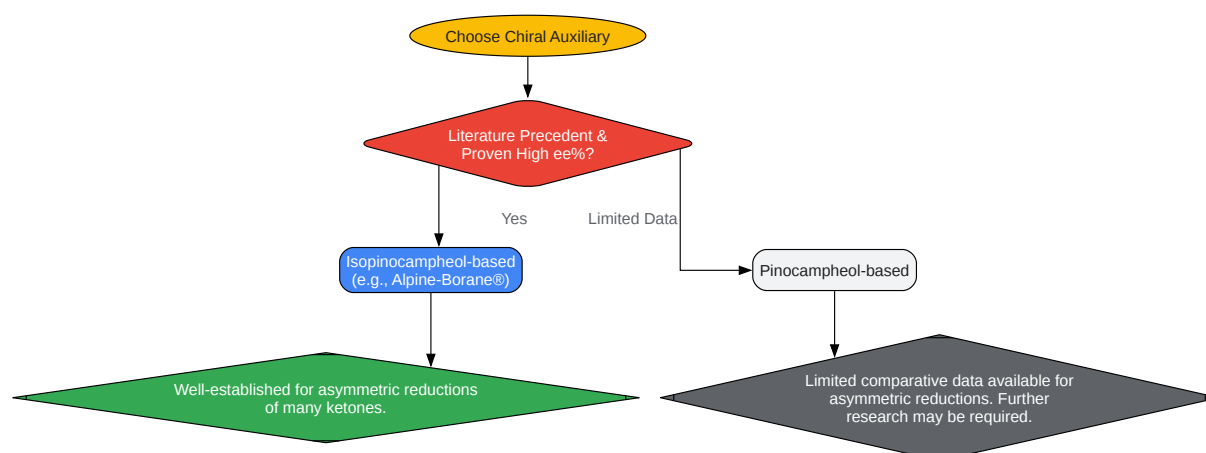 Choose Chiral Auxiliary
Literature Precedent &
Proven High ee%?
Yes
Limited Data
Isopinocampheol-based
(e.g., Alpine-Borane®)
Pinocampheol-based
Well-established for asymmetric reductions
of many ketones.
Limited comparative data available for
asymmetric reductions. Further
research may be required.